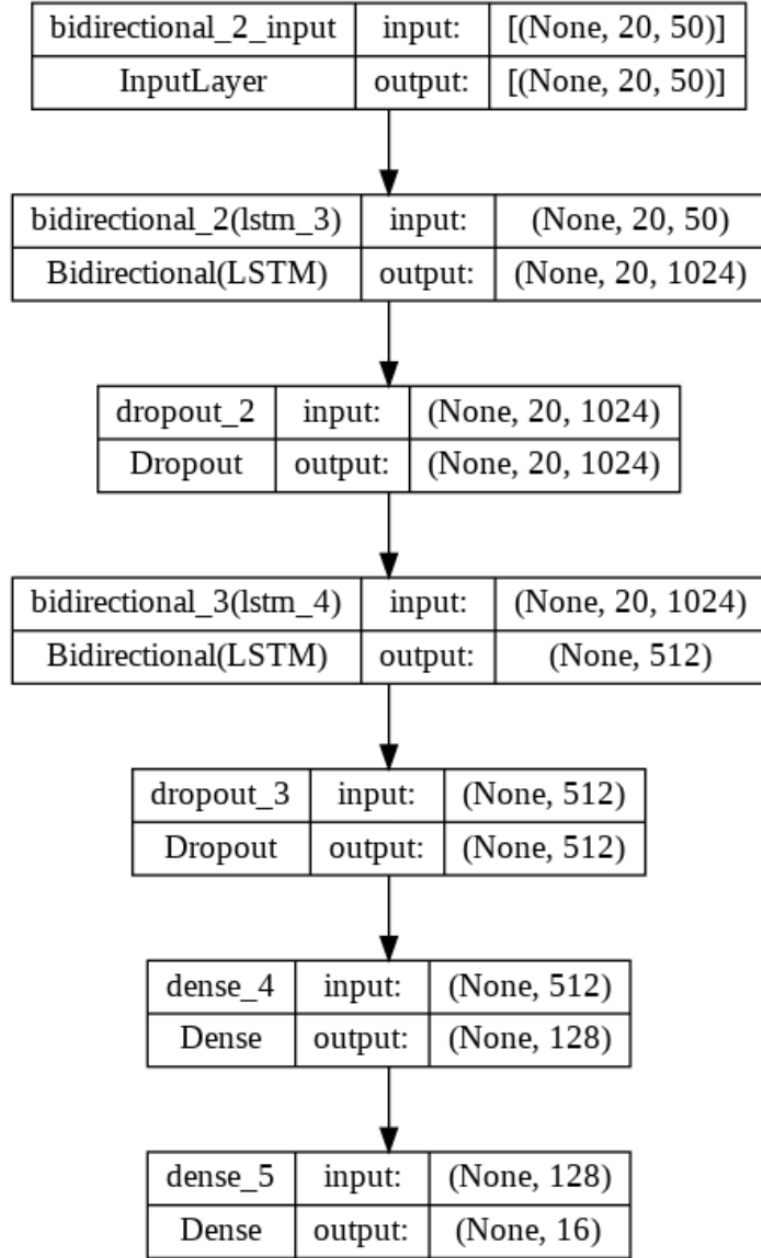 bidirectional_2_input input: [(None, 20, 50)]
InputLayer output: [(None, 20, 50)]
bidirectional_2(lstm_3) input: (None, 20, 50)
Bidirectional(LSTM) output: (None, 20, 1024)
dropout_2 input: (None, 20, 1024)
Dropout output: (None, 20, 1024)
bidirectional_3(lstm_4) input: (None, 20, 1024)
Bidirectional(LSTM) output: (None, 512)
dropout_3 input: (None, 512)
Dropout output: (None, 512)
dense_4 input: (None, 512)
Dense output: (None, 128)
dense_5 input: (None, 128)
Dense output: (None, 16)